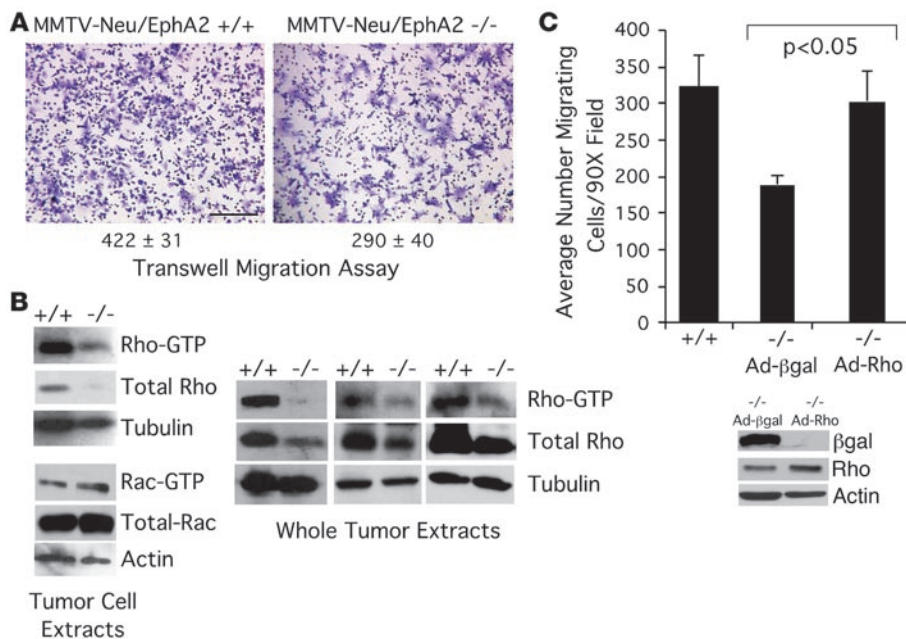 A
MMTV-Neu/EphA2 +/+ MMTV-Neu/EphA2 -/-
422 ± 31 290 ± 40
Transwell Migration Assay
B
+/+ -/-
Rho-GTP
Total Rho
Tubulin
Rac-GTP
Total-Rac
Actin
Tumor Cell
Extracts
+/+ -/- +/+ -/- +/+ -/-
Rho-GTP
Total Rho
Tubulin
Whole Tumor Extracts
C
p<0.05
Average Number Migrating
Cells/90X Field
400
350
300
250
200
150
100
50
0
+/+ -/- -/-
Ad-βgal Ad-Rho
-/- -/-
Ad-βgal Ad-Rho
βgal
Rho
Actin